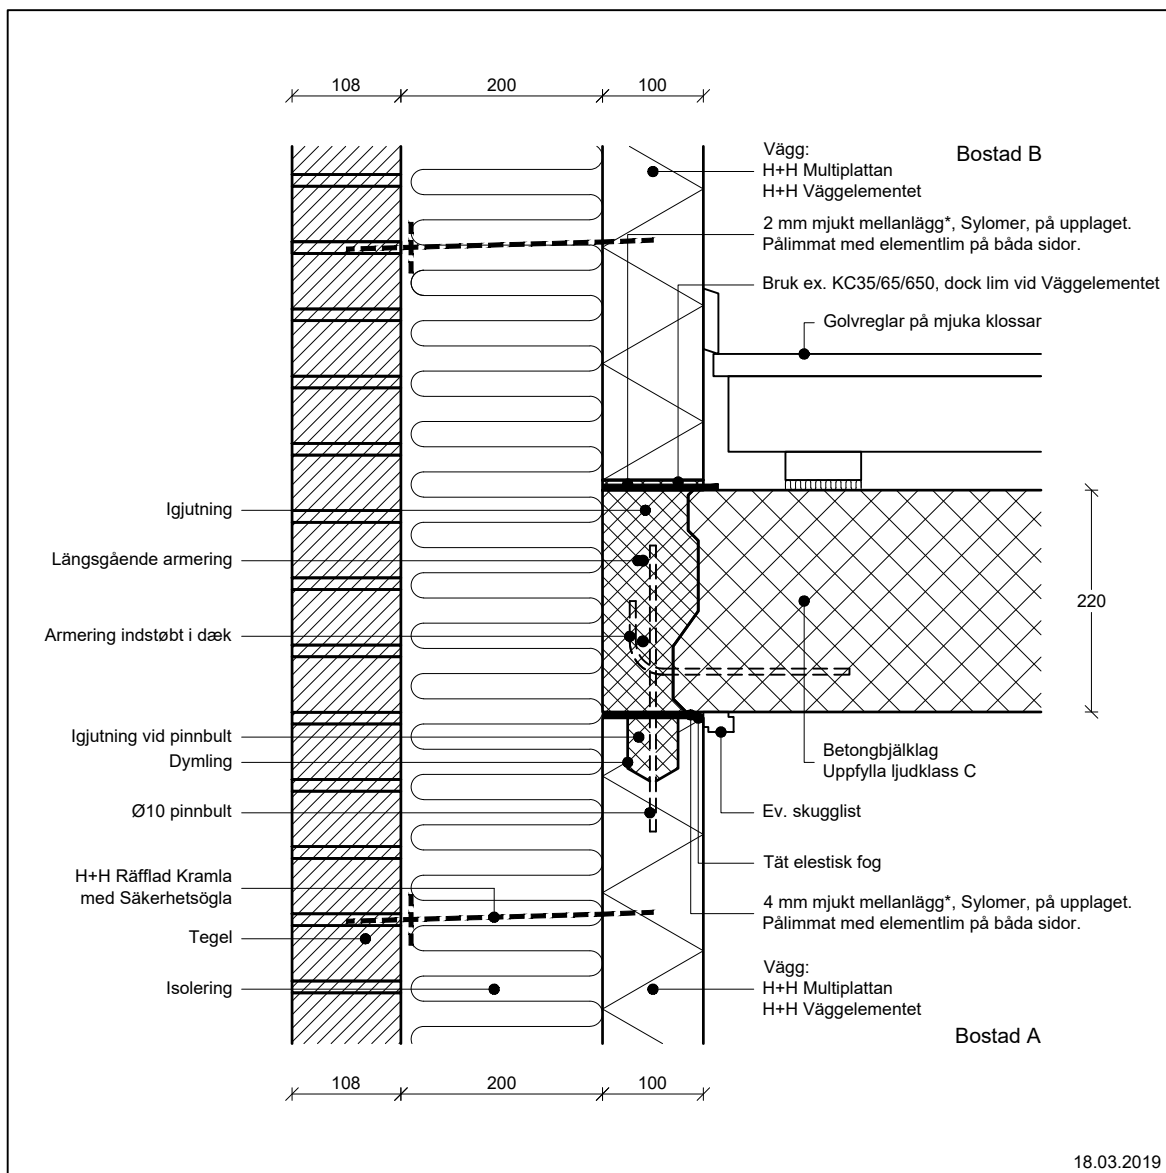 108
200
100
Vägg:
H+H Multiplattan
H+H Väggelementet
Bostad B
2 mm mjukt mellanlägg*, Sylomer, på upplaget.
Pålimmat med elementlim på båda sidor.
Bruk ex. KC35/65/650, dock lim vid Väggelementet
Golvreglar på mjuka klossar
Igjutning
Längsgående armering
Armering indstøbt i dæk
220
Igjutning vid pinnbult
Dymling
Betongbjälklag
Uppfylla ljudklass C
Ø10 pinnbult
Ev. skugglist
Tät elestisk fog
H+H Räfflad Kramla
med Säkerhetsögla
4 mm mjukt mellanlägg*, Sylomer, på upplaget.
Pålimmat med elementlim på båda sidor.
Tegel
Isolering
Vägg:
H+H Multiplattan
H+H Väggelementet
Bostad A
108
200
100
18.03.2019